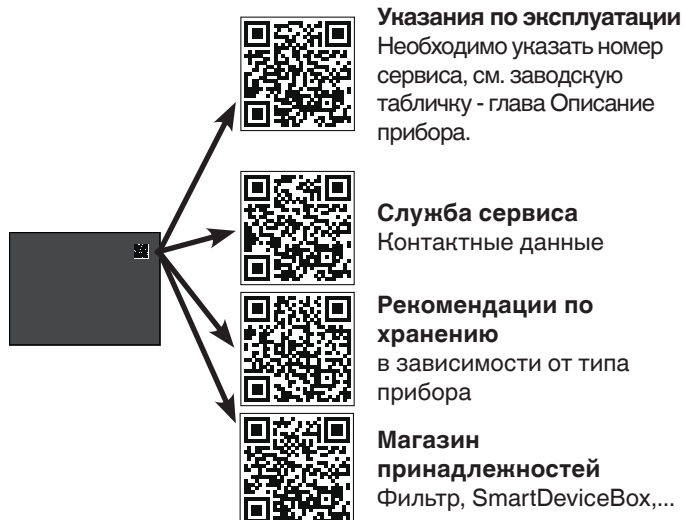 Указания по эксплуатации
Необходимо указать номер
сервиса, см. заводскую
табличку - глава Описание
прибора.
Служба сервиса
Контактные данные
Рекомендации по
хранению
в зависимости от типа
прибора
Магазин
принадлежностей
Фильтр, SmartDeviceBox,...